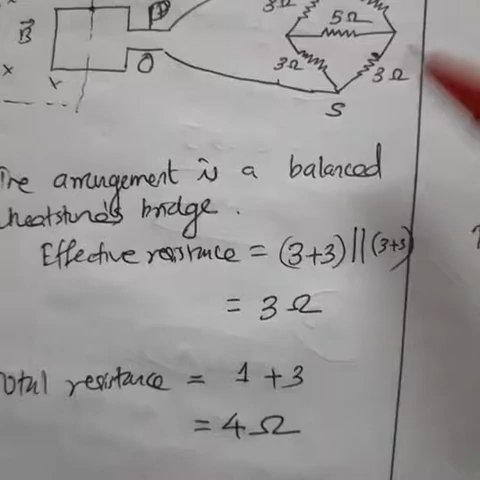 3Ω
P
5Ω
B
3Ω
3Ω
x
O
S
The arrangement is a balanced
heatstone's bridge.
Effective resistance = (3+3) || (3+3)
= 3Ω
Total resistance = 1 + 3
= 4Ω